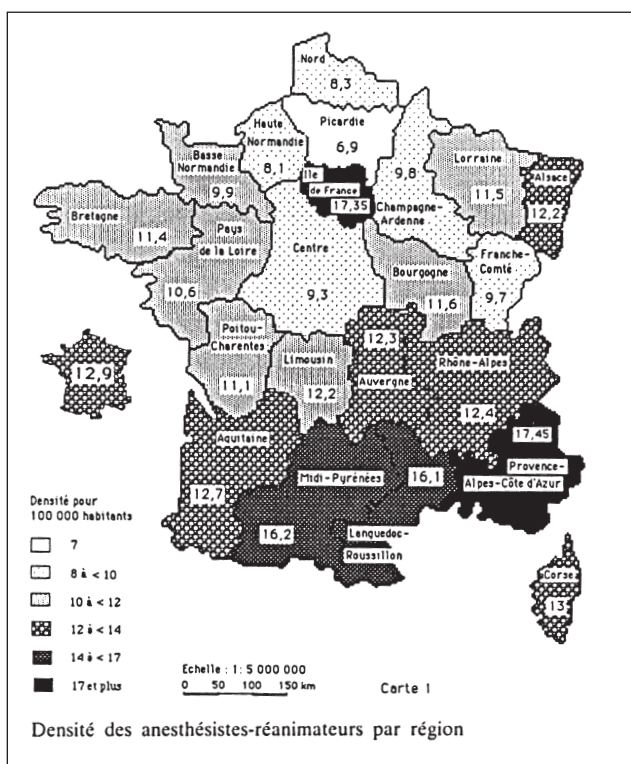 Nord
8,3
Haute
Normandie
8,1
Picardie
6,9
Basse
Normandie
9,9
Ile
de France
17,35
9,8
Champagne-
Ardenne
Lorraine
11,5
Alsace
12,2
Bretagne
11,4
Pays
de la Loire
10,6
Centre
9,3
Bourgogne
11,6
Franche-
Comté
9,7
Poitou-
Charentes
11,1
Limousin
12,2
12,3
Auvergne
Rhône-Alpes
12,4
12,9
Aquitaine
12,7
Midi-Pyrénées
16,2
16,1
Languedoc-
Roussillon
17,45
Provence-
Alpes-Côte d'Azur
Corse
13
Densité pour
100 000 habitants
7
8 à < 10
10 à < 12
12 à < 14
14 à < 17
17 et plus
Echelle : 1: 5 000 000
0 50 100 150 km
Carte 1
Densité des anesthésistes-réanimateurs par région